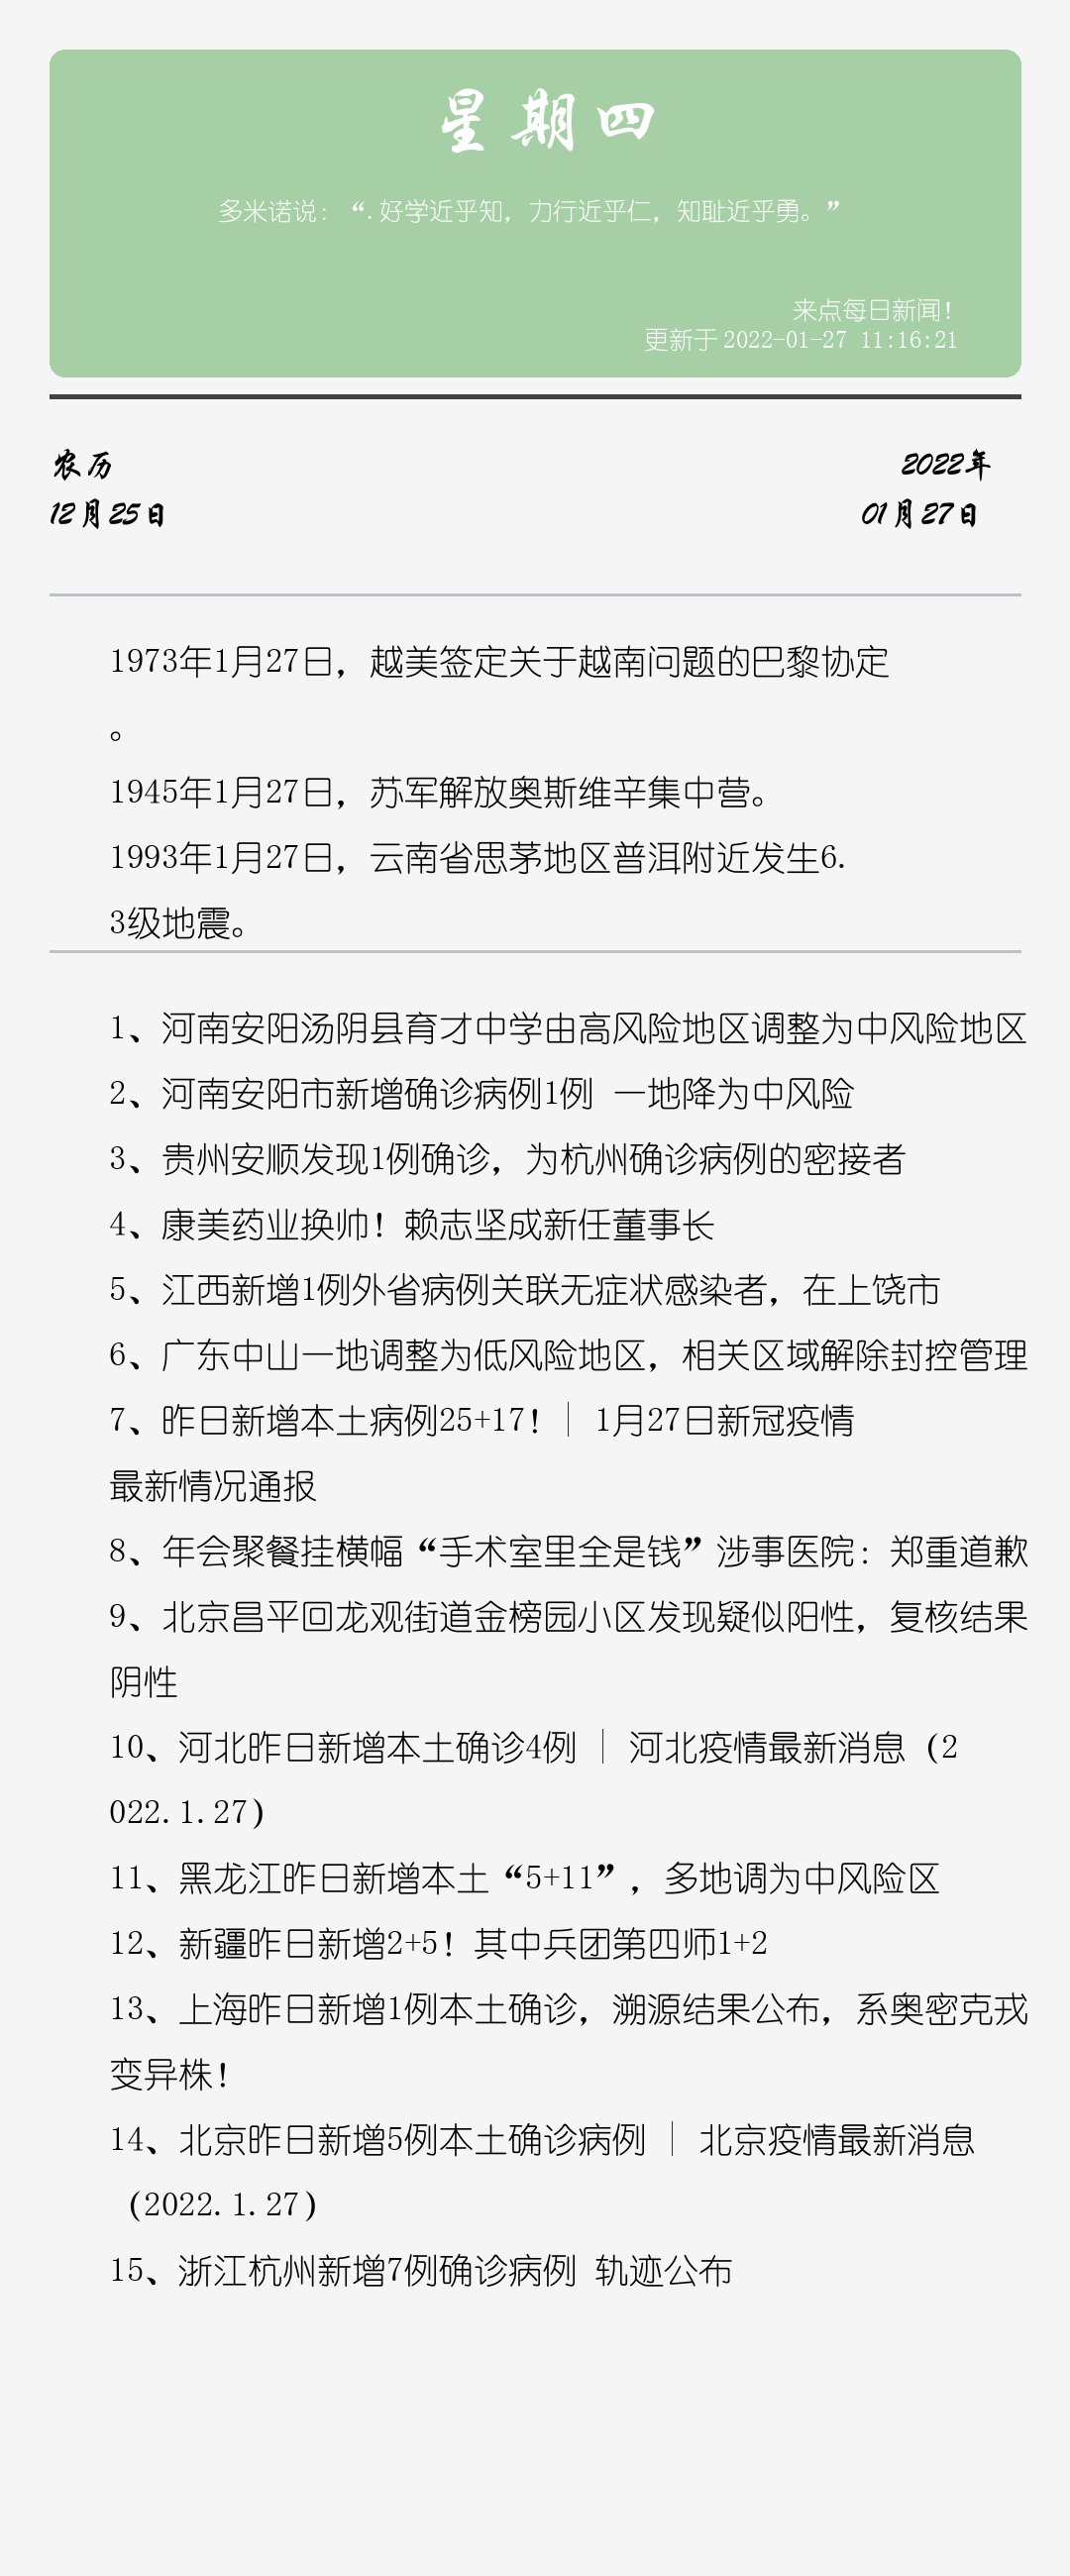 星期四
多米诺说：“.好学近乎知，力行近乎仁，知耻近乎勇。”
来点每日新闻！
更新于 2022-01-27 11:16:21
农历
12月25日
2022年
01月27日
1973年1月27日，越美签定关于越南问题的巴黎协定
。
1945年1月27日，苏军解放奥斯维辛集中营。
1993年1月27日，云南省思茅地区普洱附近发生6.
3级地震。
1、河南安阳汤阴县育才中学由高风险地区调整为中风险地区
2、河南安阳市新增确诊病例1例 一地降为中风险
3、贵州安顺发现1例确诊，为杭州确诊病例的密接者
4、康美药业换帅！赖志坚成新任董事长
5、江西新增1例外省病例关联无症状感染者，在上饶市
6、广东中山一地调整为低风险地区，相关区域解除封控管理
7、昨日新增本土病例25+17！｜ 1月27日新冠疫情
最新情况通报
8、年会聚餐挂横幅“手术室里全是钱”涉事医院：郑重道歉
9、北京昌平回龙观街道金榜园小区发现疑似阳性，复核结果
阴性
10、河北昨日新增本土确诊4例 ｜ 河北疫情最新消息（2
022.1.27）
11、黑龙江昨日新增本土“5+11”，多地调为中风险区
12、新疆昨日新增2+5！其中兵团第四师1+2
13、上海昨日新增1例本土确诊，溯源结果公布，系奥密克戎
变异株！
14、北京昨日新增5例本土确诊病例 ｜ 北京疫情最新消息
（2022.1.27）
15、浙江杭州新增7例确诊病例 轨迹公布